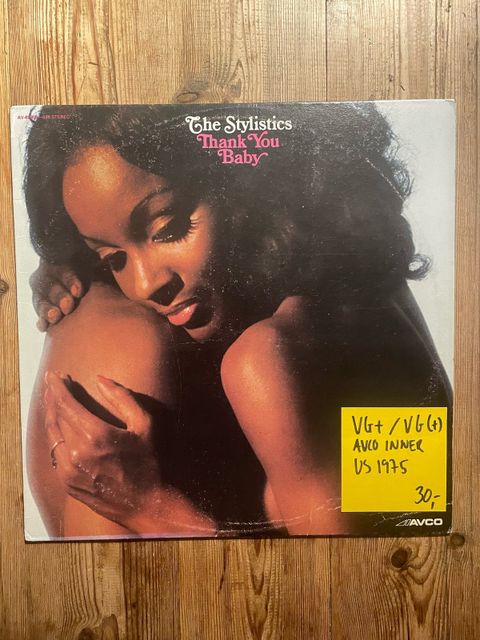 STEREO
The Stylistics
Thank You
Baby
VG+ / VG(+)
AVCO INNER
US 1975
30,-
AVCO